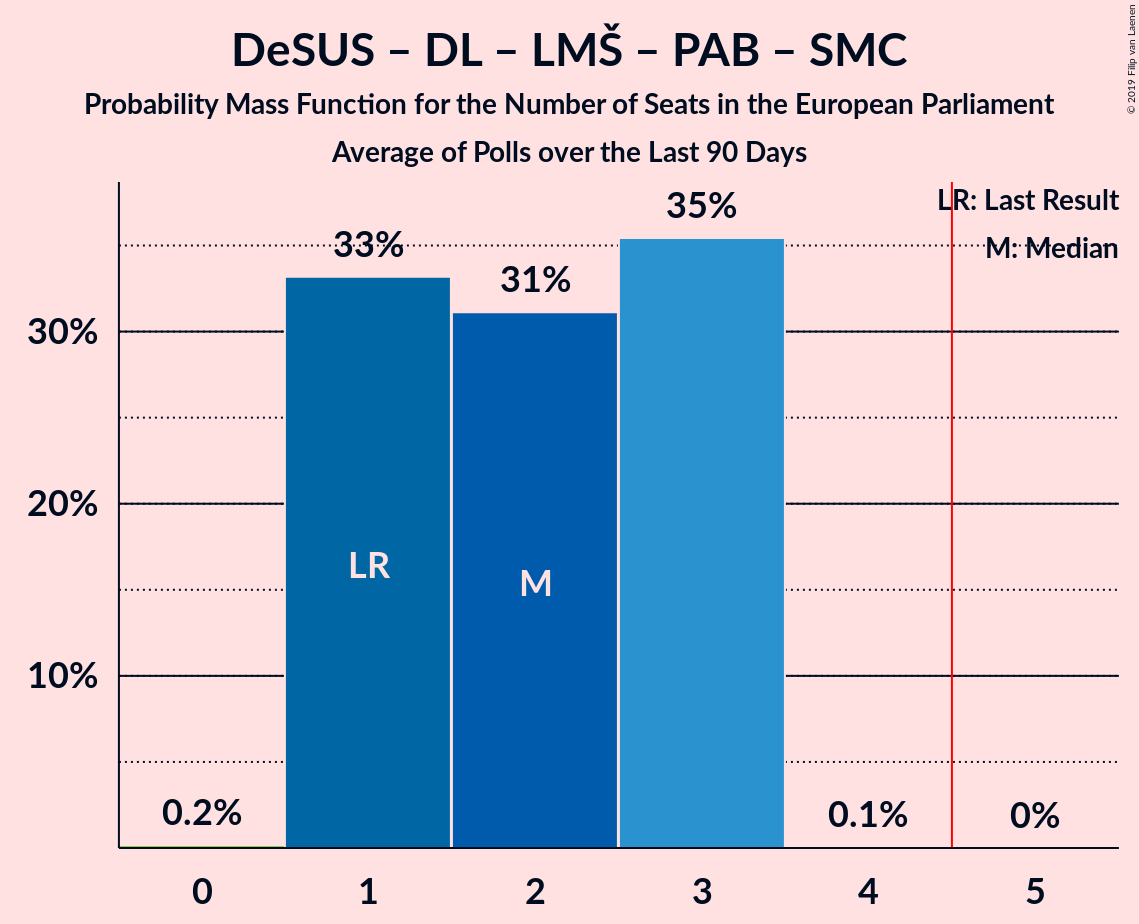 DeSUS – DL – LMŠ – PAB – SMC
Probability Mass Function for the Number of Seats in the European Parliament
Average of Polls over the Last 90 Days
© 2019 Filip van Laenen
LR: Last Result
M: Median
35%
33%
31%
30%
20%
10%
LR
M
0.2%
0.1%
0%
0 1 2 3 4 5